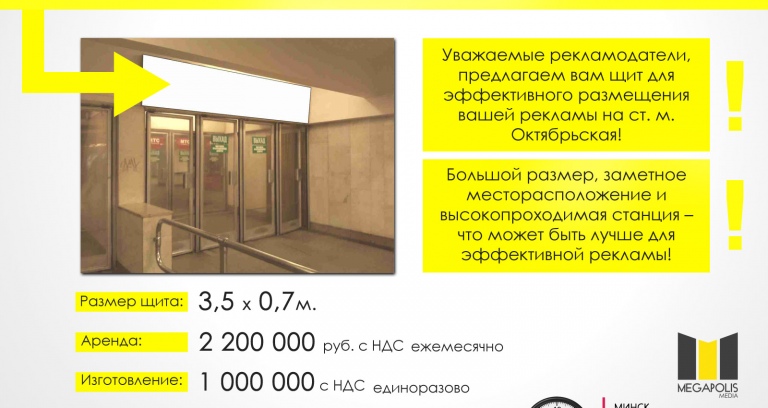 Уважаемые рекламодатели,
предлагаем вам щит для
эффективного размещения
вашей рекламы на ст. м.
Октябрьская!
!
Большой размер, заметное
месторасположение и
высокопроходимая станция –
что может быть лучше для
эффективной рекламы!
!
Размер щита: 3,5 х 0,7м.
Аренда: 2 200 000 руб. с НДС ежемесячно
Изготовление: 1 000 000 с НДС единоразово
MEGAPOLIS
MEDIA
МИНСК